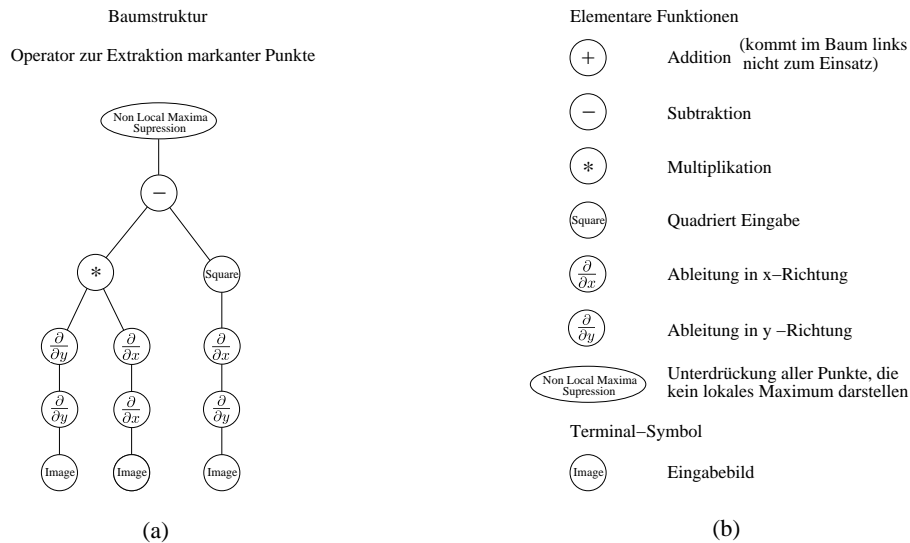 Baumstruktur
Operator zur Extraktion markanter Punkte
Non Local Maxima
Supression
−
*
Square
∂/∂y
∂/∂x
∂/∂x
∂/∂y
∂/∂x
∂/∂y
Image
Image
Image
(a)
Elementare Funktionen
+ Addition (kommt im Baum links
nicht zum Einsatz)
− Subtraktion
* Multiplikation
Square Quadriert Eingabe
∂/∂x Ableitung in x−Richtung
∂/∂y Ableitung in y −Richtung
Non Local Maxima
Supression
Unterdrückung aller Punkte, die
kein lokales Maximum darstellen
Terminal−Symbol
Image Eingabebild
(b)